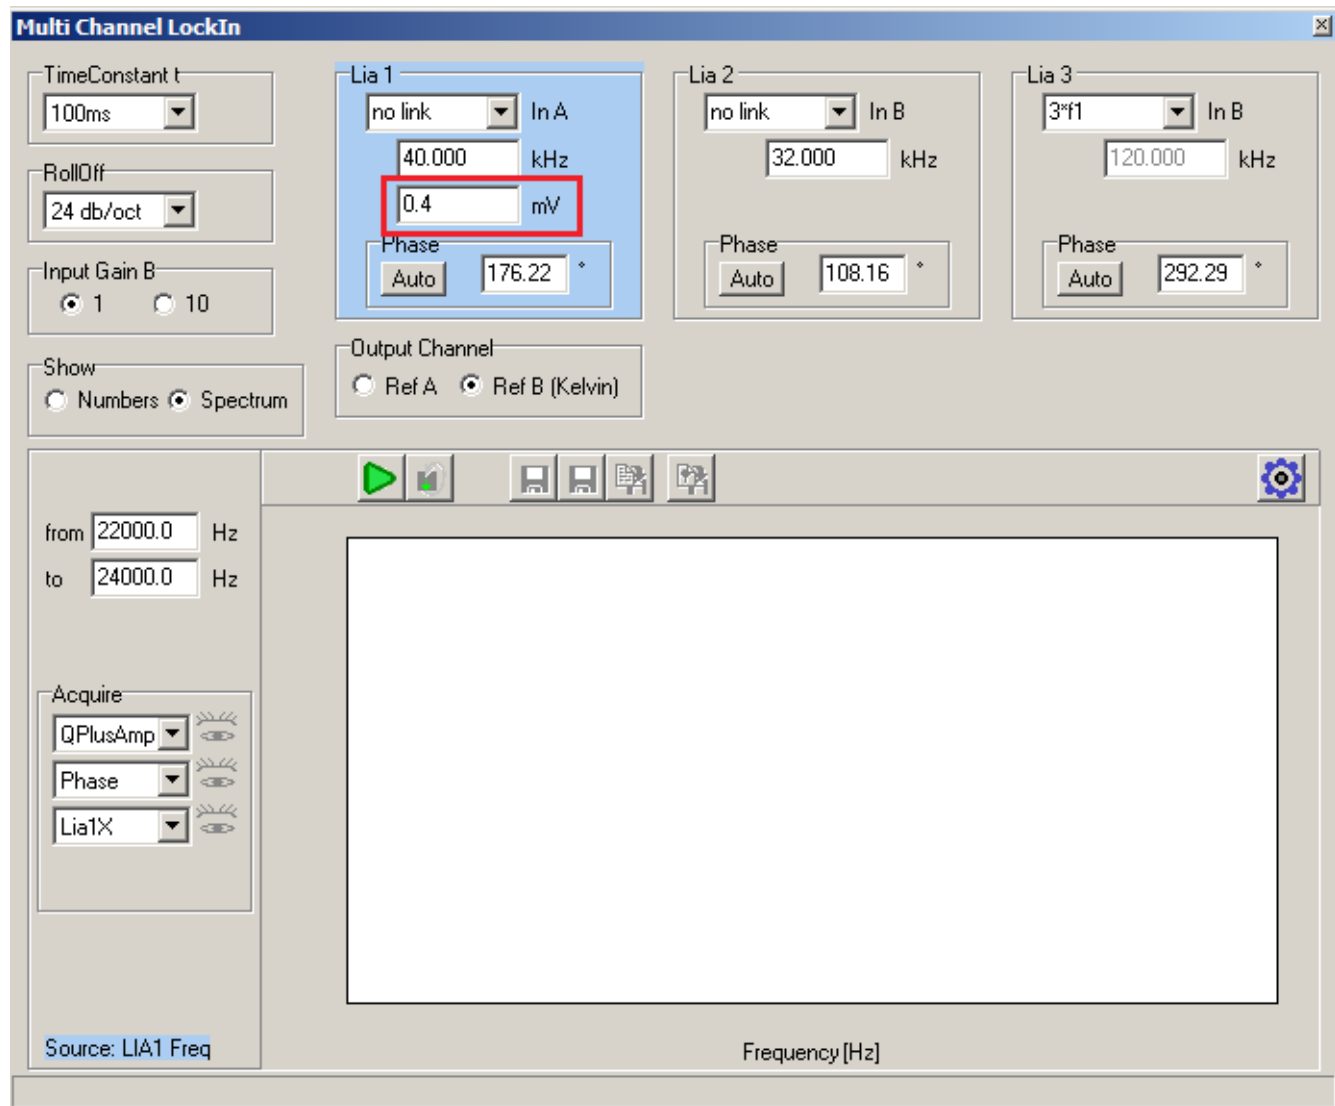 Multi Channel LockIn
TimeConstant t
100ms
RollOff
24 db/oct
Input Gain B
1 10
Show
Numbers Spectrum
Lia 1
no link In A
40.000 kHz
0.4 mV
Phase
Auto 176.22 °
Output Channel
Ref A Ref B (Kelvin)
Lia 2
no link In B
32.000 kHz
Phase
Auto 108.16 °
Lia 3
3*f1 In B
120.000 kHz
Phase
Auto 292.29 °
from 22000.0 Hz
to 24000.0 Hz
Acquire
QPlusAmp
Phase
Lia1X
Source: LIA1 Freq
Frequency [Hz]